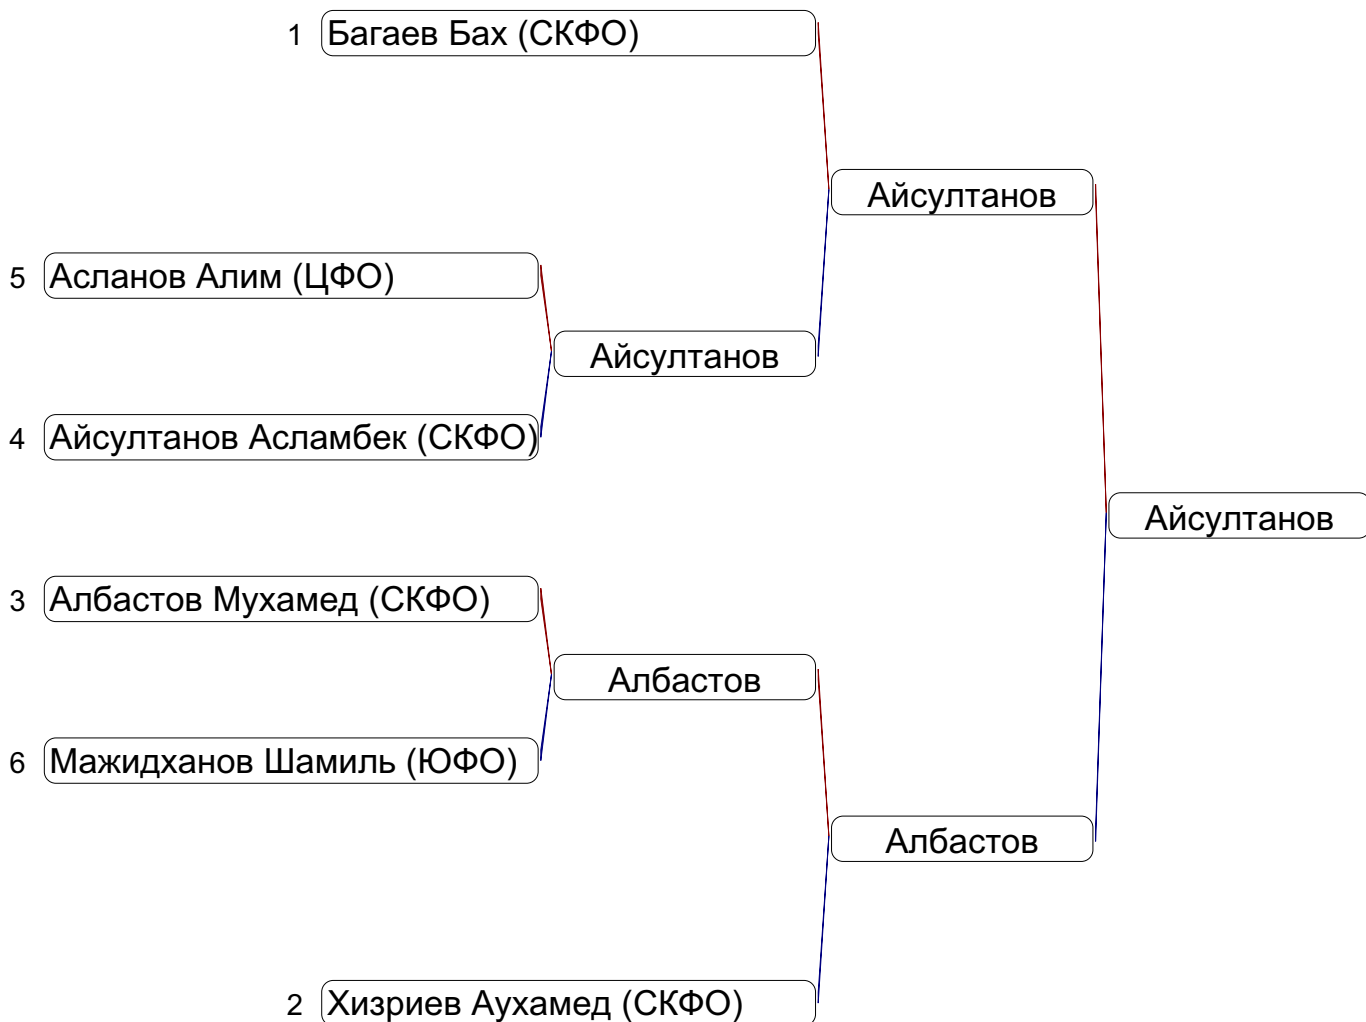 1 Багаев Бах (СКФО)
Айсултанов
5 Асланов Алим (ЦФО)
Айсултанов
4 Айсултанов Асламбек (СКФО)
Айсултанов
3 Албастов Мухамед (СКФО)
Албастов
6 Мажидханов Шамиль (ЮФО)
Албастов
2 Хизриев Аухамед (СКФО)